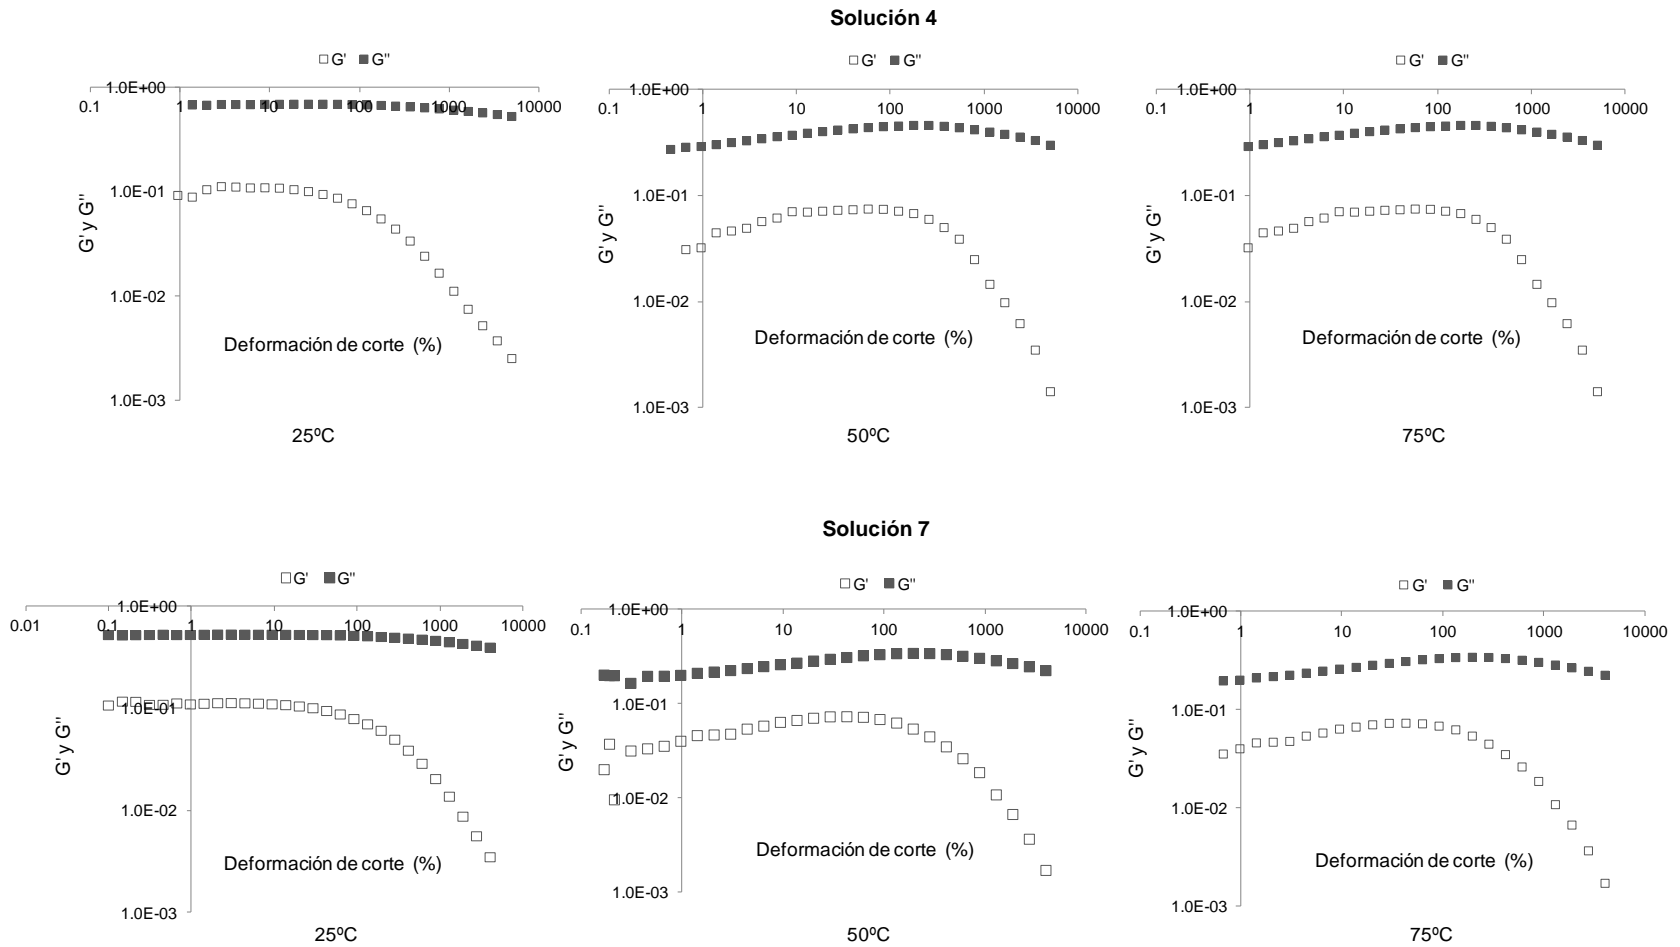 Solución 4
G' G"
1.0E+00
0.1 1 10 100 1000 10000
1.0E-01
1.0E-02
1.0E-03
G' y G"
Deformación de corte (%)
25ºC
G' G"
1.0E+00
0.1 1 10 100 1000 10000
1.0E-01
1.0E-02
1.0E-03
G' y G"
Deformación de corte (%)
50ºC
G' G"
1.0E+00
0.1 1 10 100 1000 10000
1.0E-01
1.0E-02
1.0E-03
G' y G"
Deformación de corte (%)
75ºC
Solución 7
G' G"
1.0E+00
0.01 0.1 1 10 100 1000 10000
1.0E-01
1.0E-02
1.0E-03
G' y G"
Deformación de corte (%)
25ºC
G' G"
1.0E+00
0.1 1 10 100 1000 10000
1.0E-01
1.0E-02
1.0E-03
G' y G"
Deformación de corte (%)
50ºC
G' G"
1.0E+00
0.1 1 10 100 1000 10000
1.0E-01
1.0E-02
1.0E-03
G' y G"
Deformación de corte (%)
75ºC